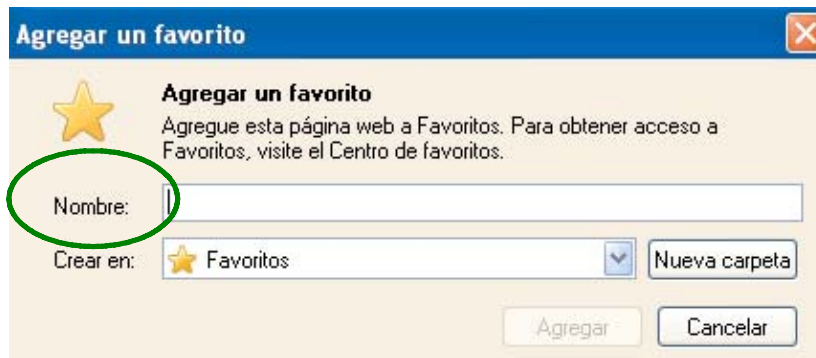 Agregar un favorito
Agregar un favorito
Agregue esta página web a Favoritos. Para obtener acceso a
Favoritos, visite el Centro de favoritos.
Nombre:
Crear en: Favoritos Nueva carpeta
Agregar Cancelar